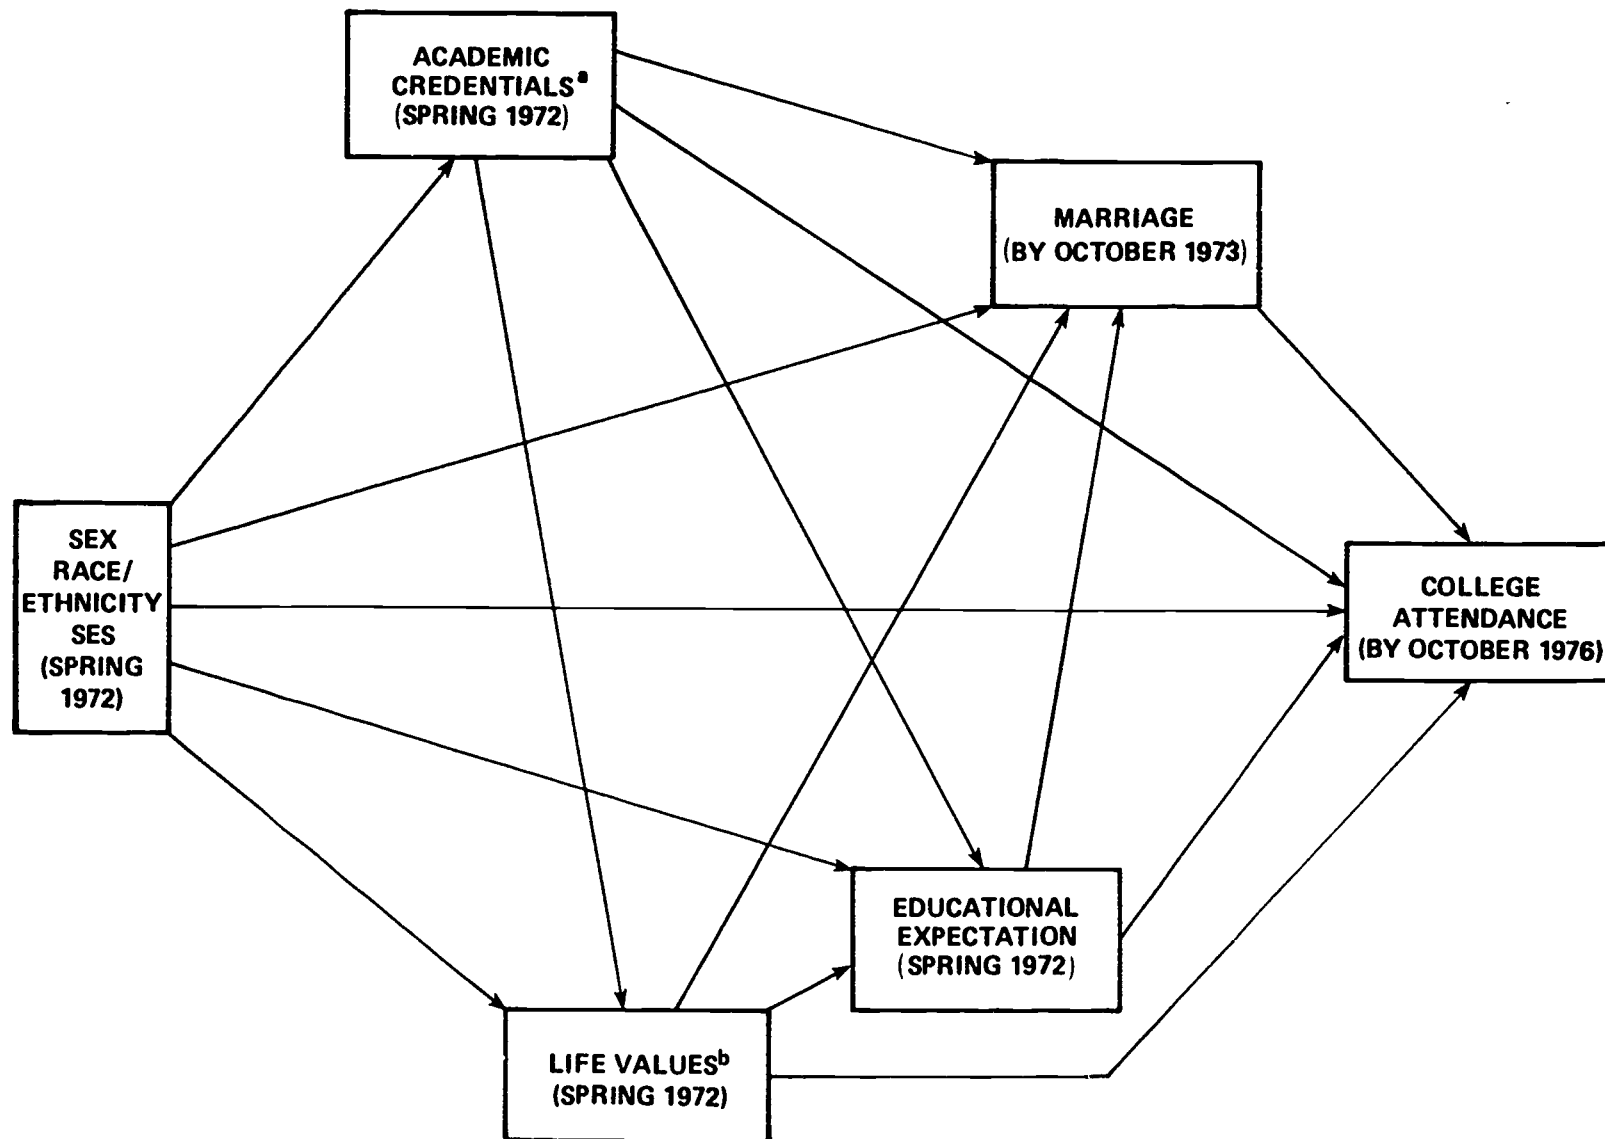 ACADEMIC
CREDENTIALSᵃ
(SPRING 1972)
MARRIAGE
(BY OCTOBER 1973)
SEX
RACE/
ETHNICITY
SES
(SPRING
1972)
COLLEGE
ATTENDANCE
(BY OCTOBER 1976)
EDUCATIONAL
EXPECTATION
(SPRING 1972)
LIFE VALUESᵇ
(SPRING 1972)